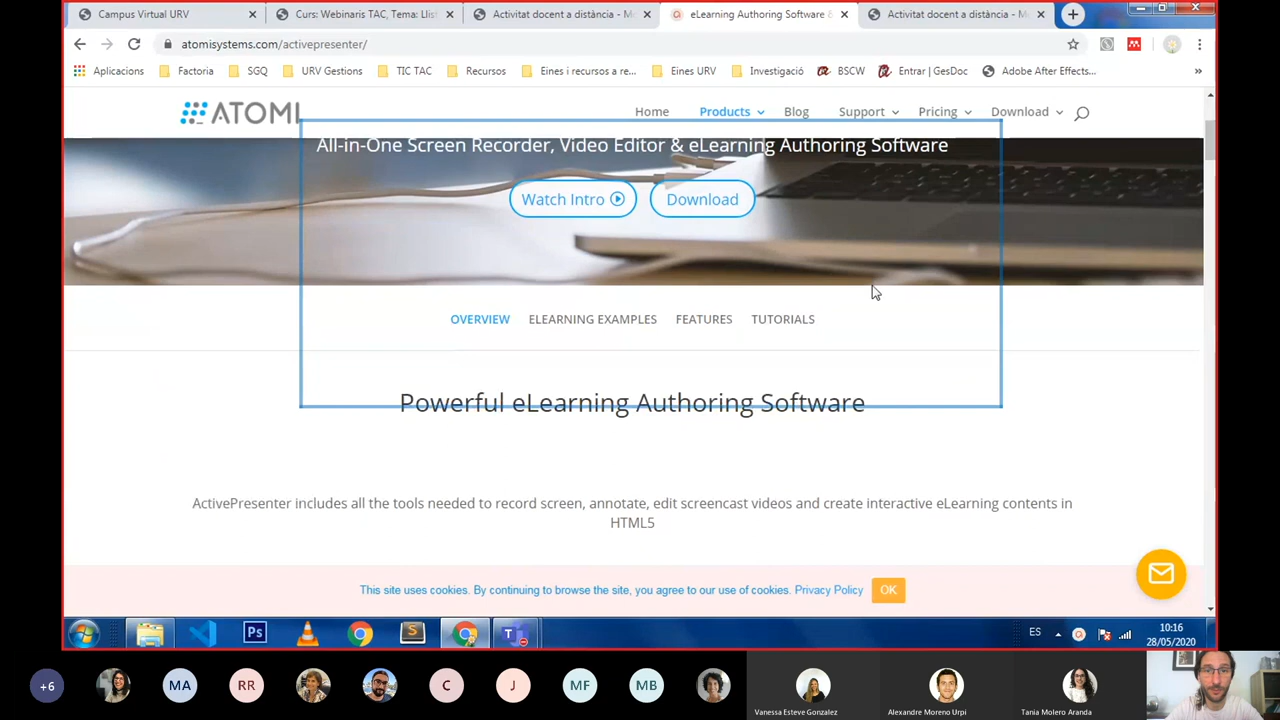 Campus Virtual URV
Curs: Webinaris TAC, Tema: Llis
Activitat docent a distància - Mo
eLearning Authoring Software &
Activitat docent a distància - Mo
atomisystems.com/activepresenter/
Aplicacions
Factoria
SGQ
URV Gestions
TIC TAC
Recursos
Eines i recursos a re...
Eines URV
Investigació
BSCW
Entrar | GesDoc
Adobe After Effects...
»
ATOMI
Home
Products
Blog
Support
Pricing
Download
All-in-One Screen Recorder, Video Editor & eLearning Authoring Software
Watch Intro
Download
OVERVIEW
ELEARNING EXAMPLES
FEATURES
TUTORIALS
Powerful eLearning Authoring Software
ActivePresenter includes all the tools needed to record screen, annotate, edit screencast videos and create interactive eLearning contents in
HTML5
This site uses cookies. By continuing to browse the site, you agree to our use of cookies. Privacy Policy
OK
Ps
S
T
ES
10:16
28/05/2020
+6
MA
RR
C
J
MF
MB
Vanessa Esteve Gonzalez
Alexandre Moreno Urpi
Tania Molero Aranda